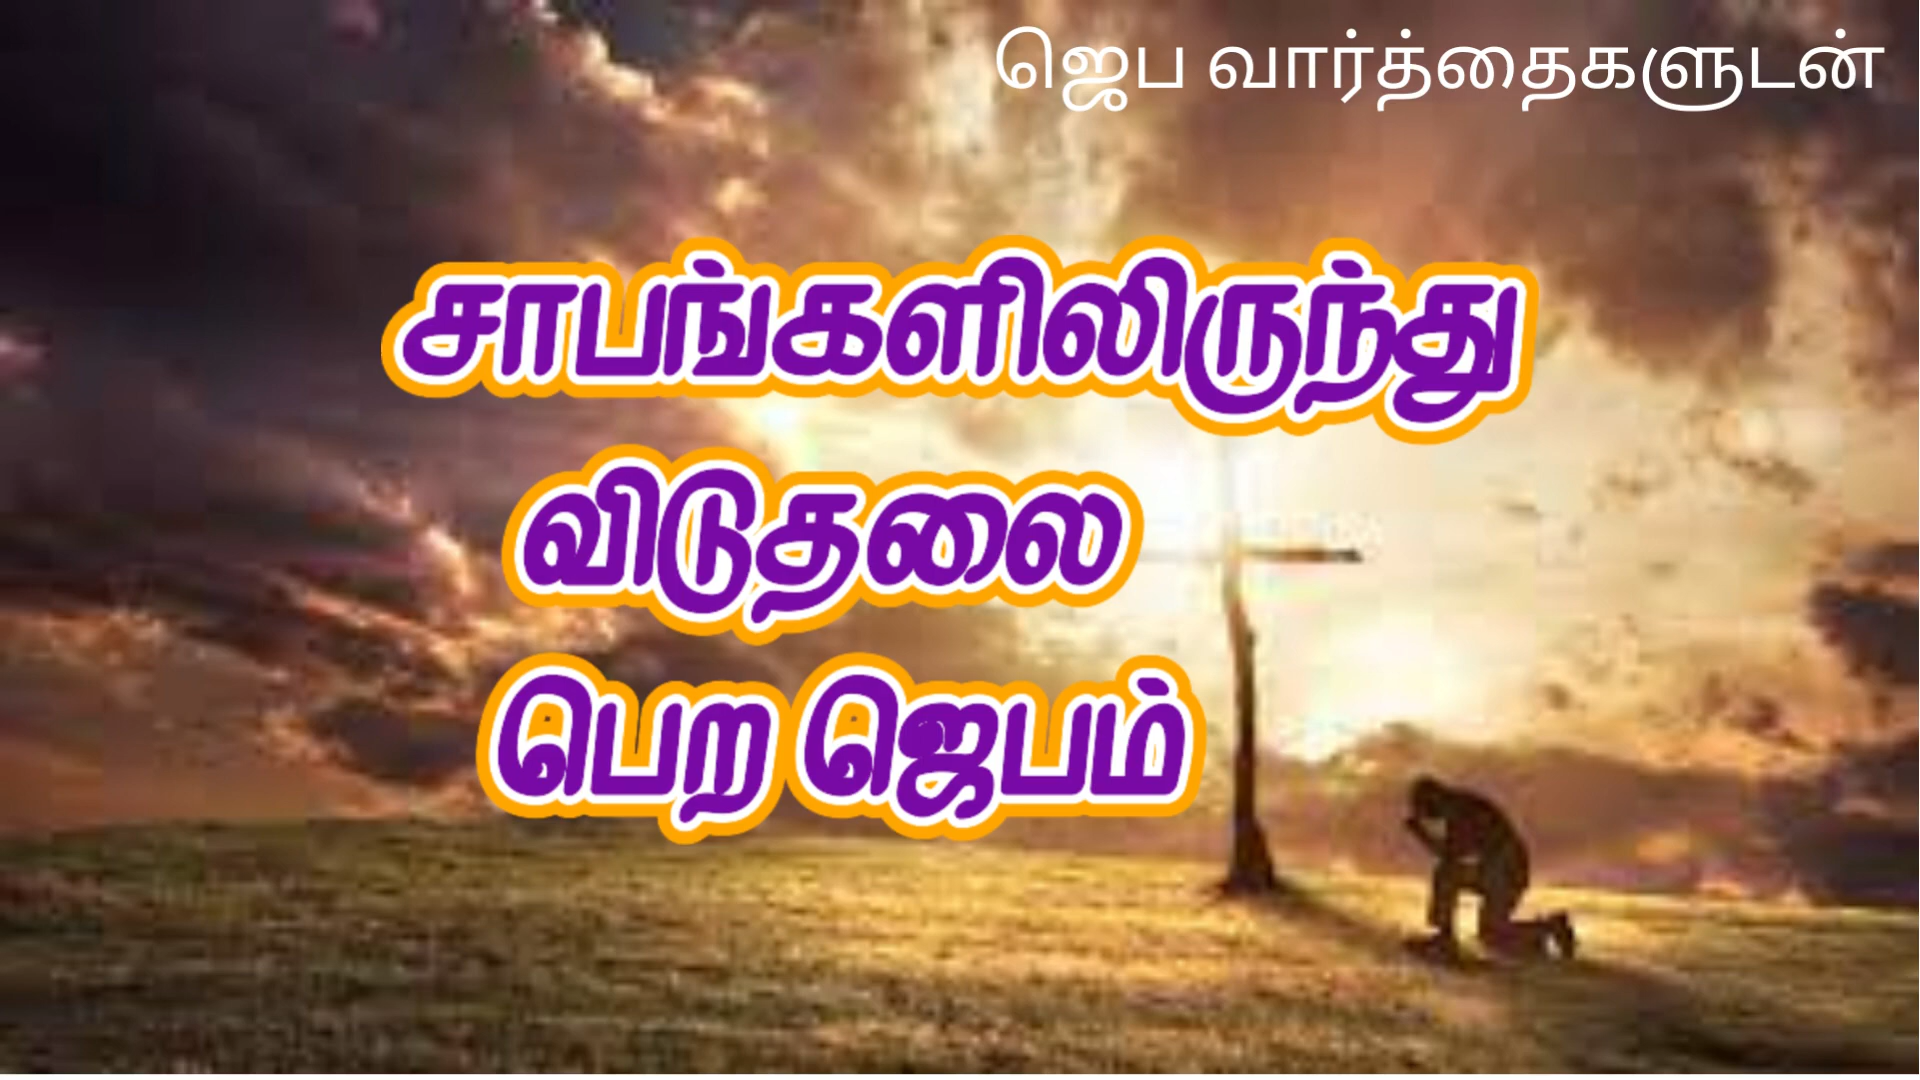 ஜெப வார்த்தைகளுடன்
சாபங்களிலிருந்து
விடுதலை
பெற ஜெபம்